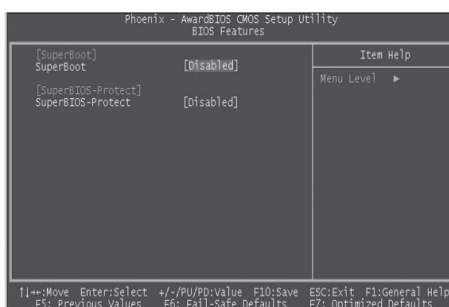 Phoenix - AwardBIOS CMOS Setup Utility
BIOS Features
[SuperBoot]
SuperBoot [Disabled]
[SuperBIOS-Protect]
SuperBIOS-Protect [Disabled]
Item Help
Menu Level ▶
↑↓→←:Move Enter:Select +/-/PU/PD:Value F10:Save ESC:Exit F1:General Help
F5: Previous Values F6: Fail-Safe Defaults F7: Optimized Defaults